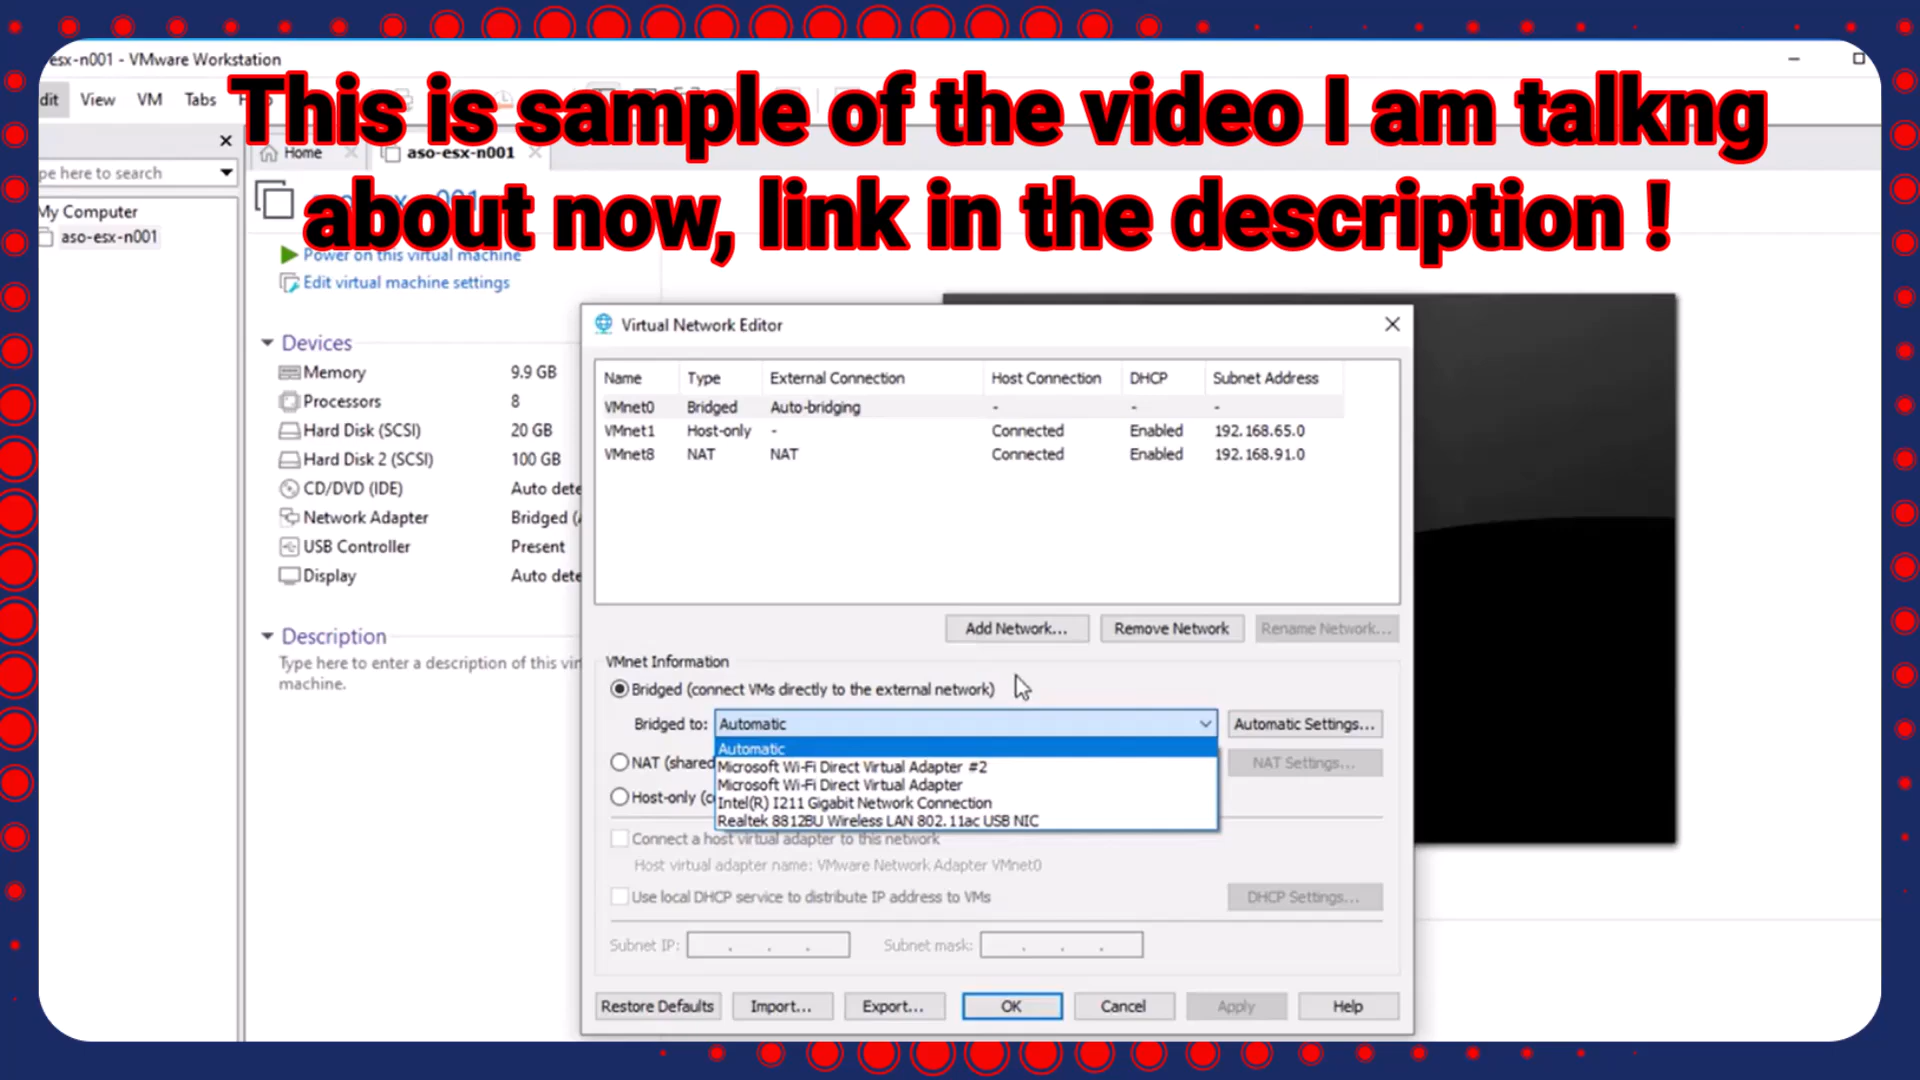 esx-n001 - VMware Workstation
This is sample of the video I am talkng
about now, link in the description !
dit View VM Tabs
Home
aso-esx-n001
pe here to search
My Computer
aso-esx-n001
Power on this virtual machine
Edit virtual machine settings
Devices
Memory 9.9 GB
Processors 8
Hard Disk (SCSI) 20 GB
Hard Disk 2 (SCSI) 100 GB
CD/DVD (IDE) Auto dete
Network Adapter Bridged (A
USB Controller Present
Display Auto dete
Description
Type here to enter a description of this vir
machine.
Virtual Network Editor
Name Type External Connection Host Connection DHCP Subnet Address
VMnet0 Bridged Auto-bridging - - -
VMnet1 Host-only - Connected Enabled 192.168.65.0
VMnet8 NAT NAT Connected Enabled 192.168.91.0
Add Network... Remove Network Rename Network...
VMnet Information
Bridged (connect VMs directly to the external network)
Bridged to: Automatic Automatic Settings...
Automatic
Microsoft Wi-Fi Direct Virtual Adapter #2
Microsoft Wi-Fi Direct Virtual Adapter
Intel(R) I211 Gigabit Network Connection
Realtek 8812BU Wireless LAN 802.11ac USB NIC
NAT (shared NAT Settings...
Host-only (c
Connect a host virtual adapter to this network
Host virtual adapter name: VMware Network Adapter VMnet0
Use local DHCP service to distribute IP address to VMs DHCP Settings...
Subnet IP: . . . Subnet mask: . . .
Restore Defaults Import... Export... OK Cancel Apply Help